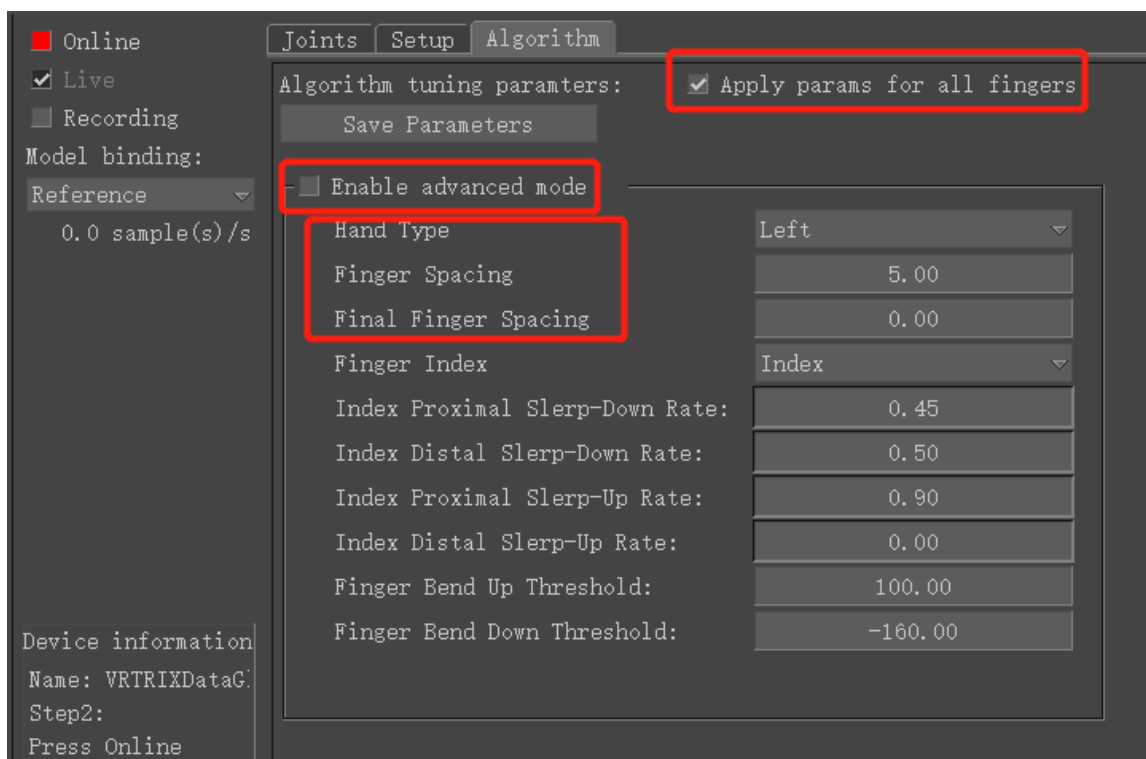 Online
Joints Setup Algorithm
Live
Algorithm tuning paramters: Apply params for all fingers
Recording
Save Parameters
Model binding:
Enable advanced mode
Reference
Hand Type Left
0.0 sample(s)/s
Finger Spacing 5.00
Final Finger Spacing 0.00
Finger Index Index
Index Proximal Slerp-Down Rate: 0.45
Index Distal Slerp-Down Rate: 0.50
Index Proximal Slerp-Up Rate: 0.90
Index Distal Slerp-Up Rate: 0.00
Finger Bend Up Threshold: 100.00
Finger Bend Down Threshold: -160.00
Device information
Name: VRTRIXDataG
Step2:
Press Online